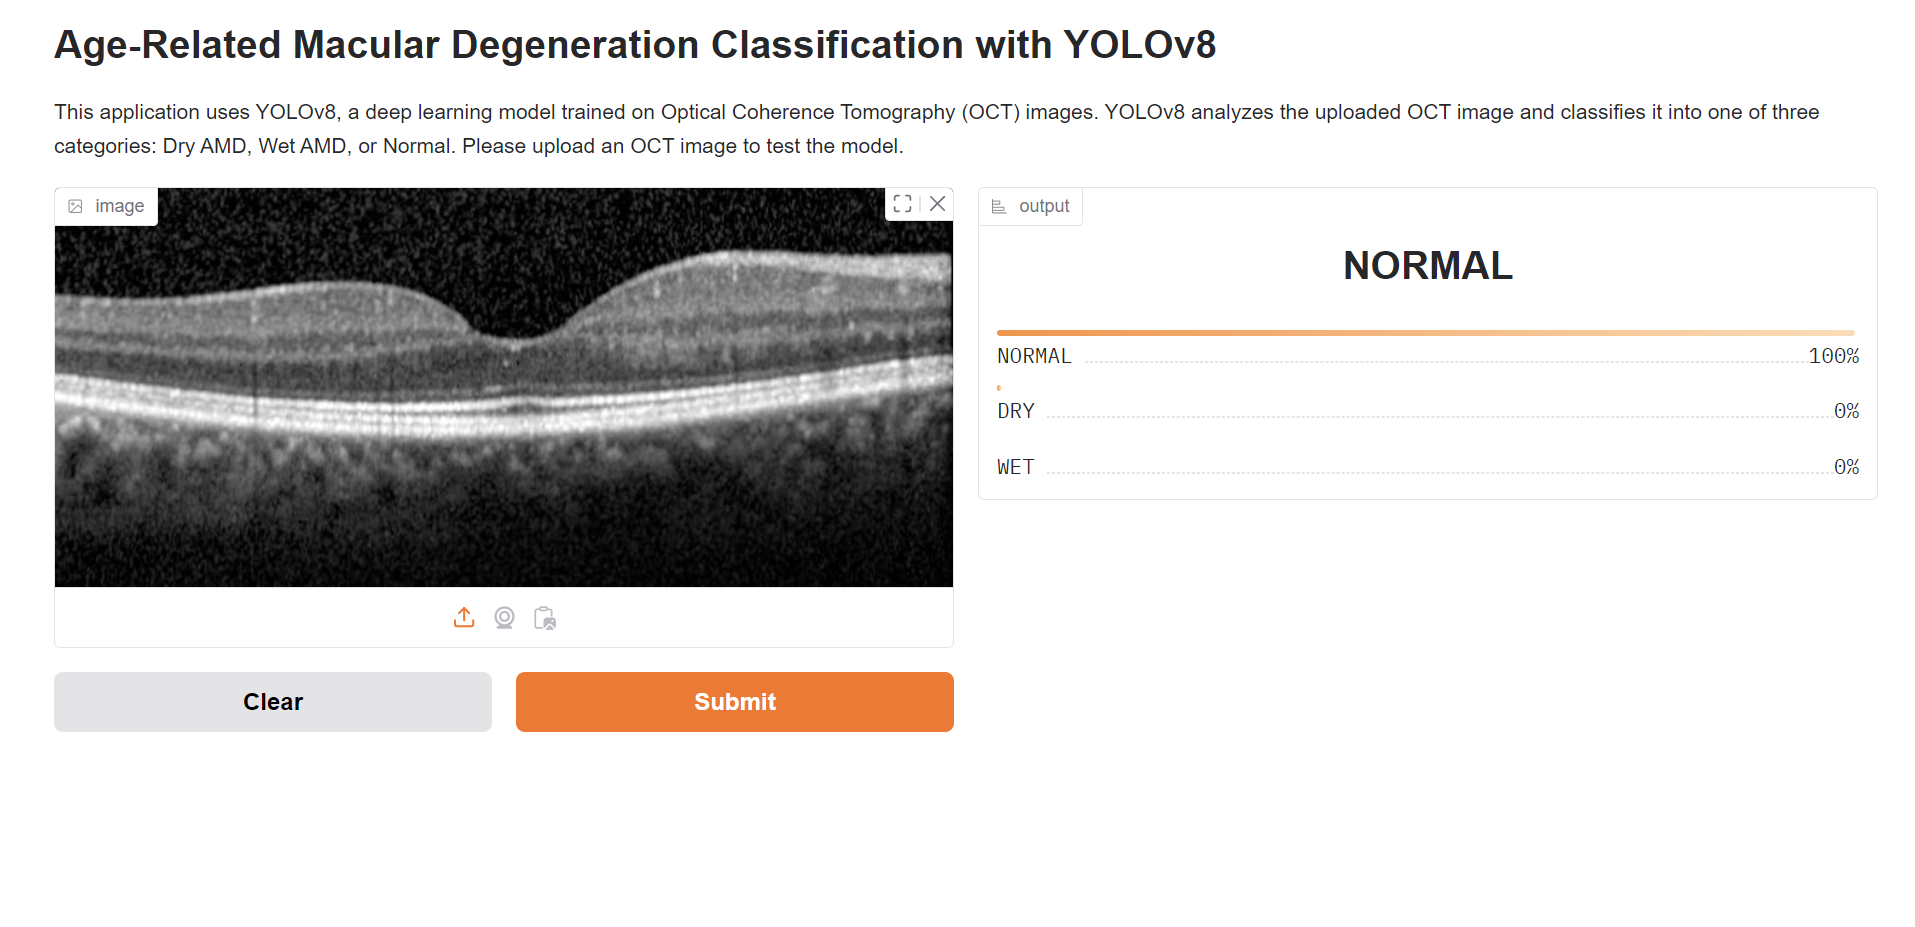 Age-Related Macular Degeneration Classification with YOLOv8
This application uses YOLOv8, a deep learning model trained on Optical Coherence Tomography (OCT) images. YOLOv8 analyzes the uploaded OCT image and classifies it into one of three
categories: Dry AMD, Wet AMD, or Normal. Please upload an OCT image to test the model.
image
output
NORMAL
NORMAL 100%
DRY 0%
WET 0%
Clear
Submit